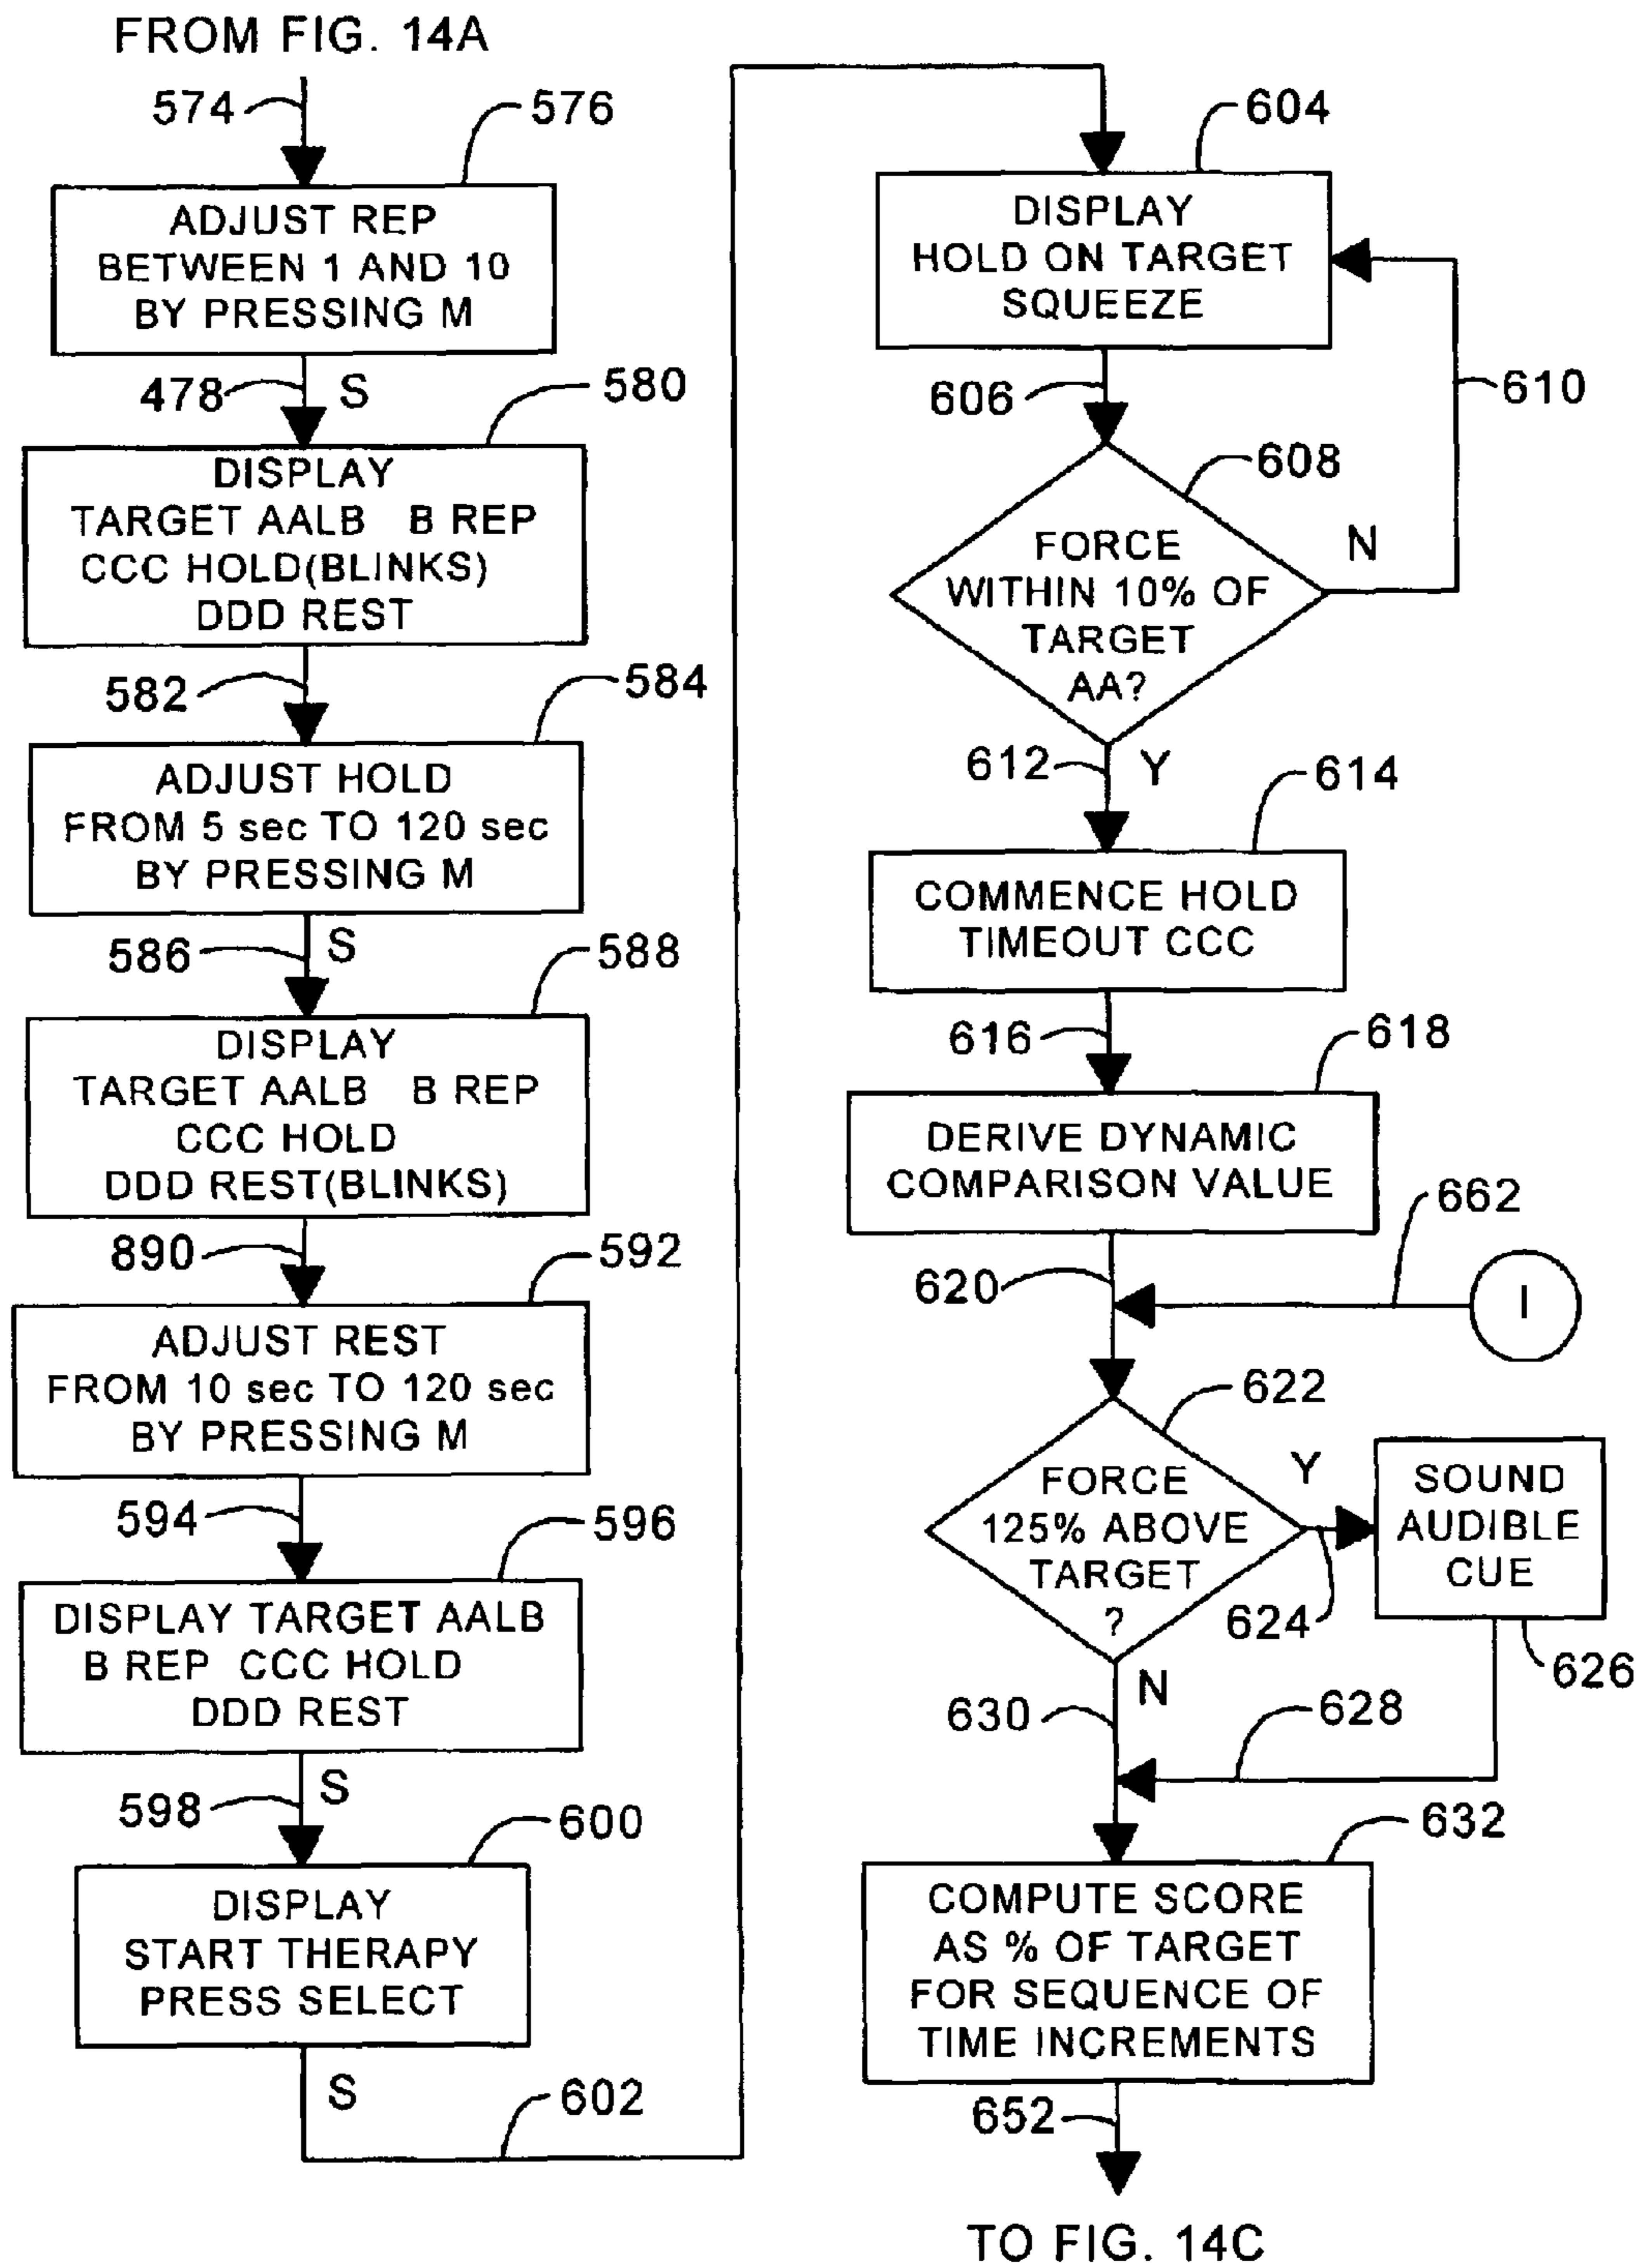 FROM FIG. 14A
574
576
ADJUST REP
BETWEEN 1 AND 10
BY PRESSING M
478
S
580
DISPLAY
TARGET AALB B REP
CCC HOLD(BLINKS)
DDD REST
582
584
ADJUST HOLD
FROM 5 sec TO 120 sec
BY PRESSING M
586
S
588
DISPLAY
TARGET AALB B REP
CCC HOLD
DDD REST(BLINKS)
890
592
ADJUST REST
FROM 10 sec TO 120 sec
BY PRESSING M
594
596
DISPLAY TARGET AALB
B REP CCC HOLD
DDD REST
598
S
600
DISPLAY
START THERAPY
PRESS SELECT
S
602
604
DISPLAY
HOLD ON TARGET
SQUEEZE
606
610
608
FORCE
WITHIN 10% OF
TARGET
AA?
N
612
Y
614
COMMENCE HOLD
TIMEOUT CCC
616
618
DERIVE DYNAMIC
COMPARISON VALUE
662
620
I
622
FORCE
125% ABOVE
TARGET
?
Y
624
SOUND
AUDIBLE
CUE
626
N
630
628
632
COMPUTE SCORE
AS % OF TARGET
FOR SEQUENCE OF
TIME INCREMENTS
652
TO FIG. 14C